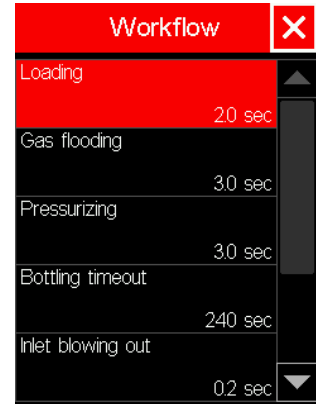 Workflow
Loading
2.0 sec
Gas flooding
3.0 sec
Pressurizing
3.0 sec
Bottling timeout
240 sec
Inlet blowing out
0.2 sec